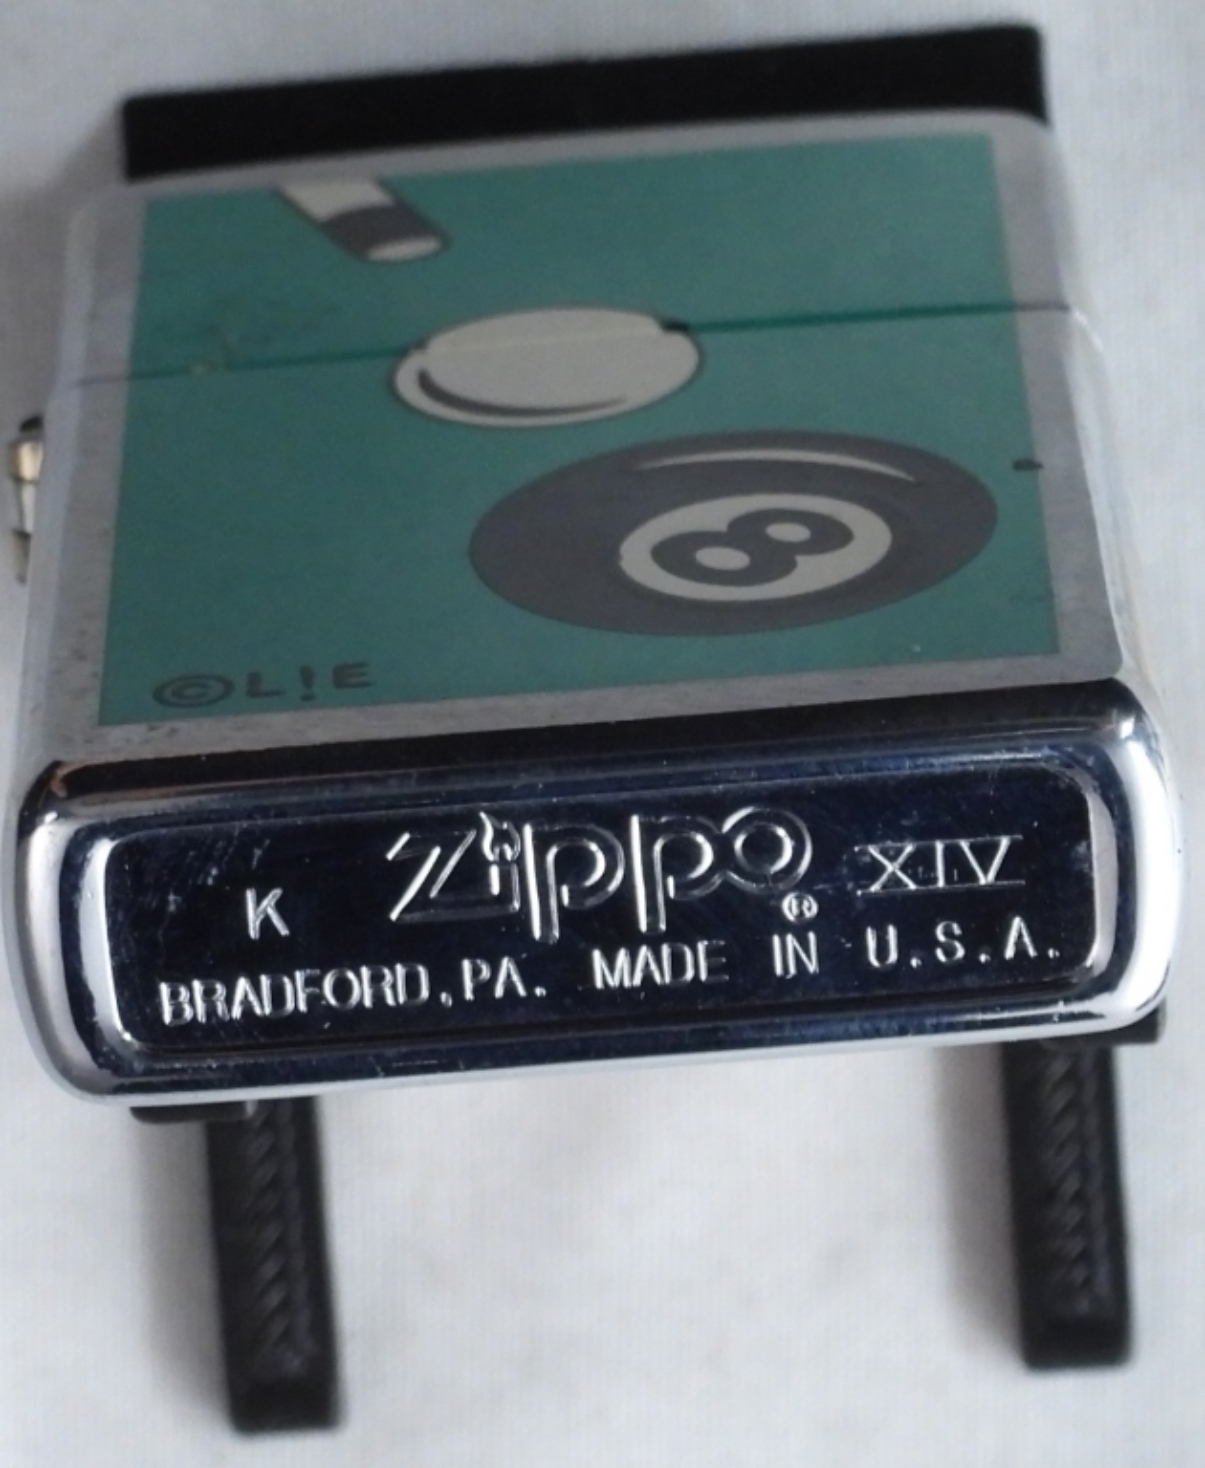 8
©L!E
K Zippo® XIV
BRADFORD, PA. MADE IN U.S.A.